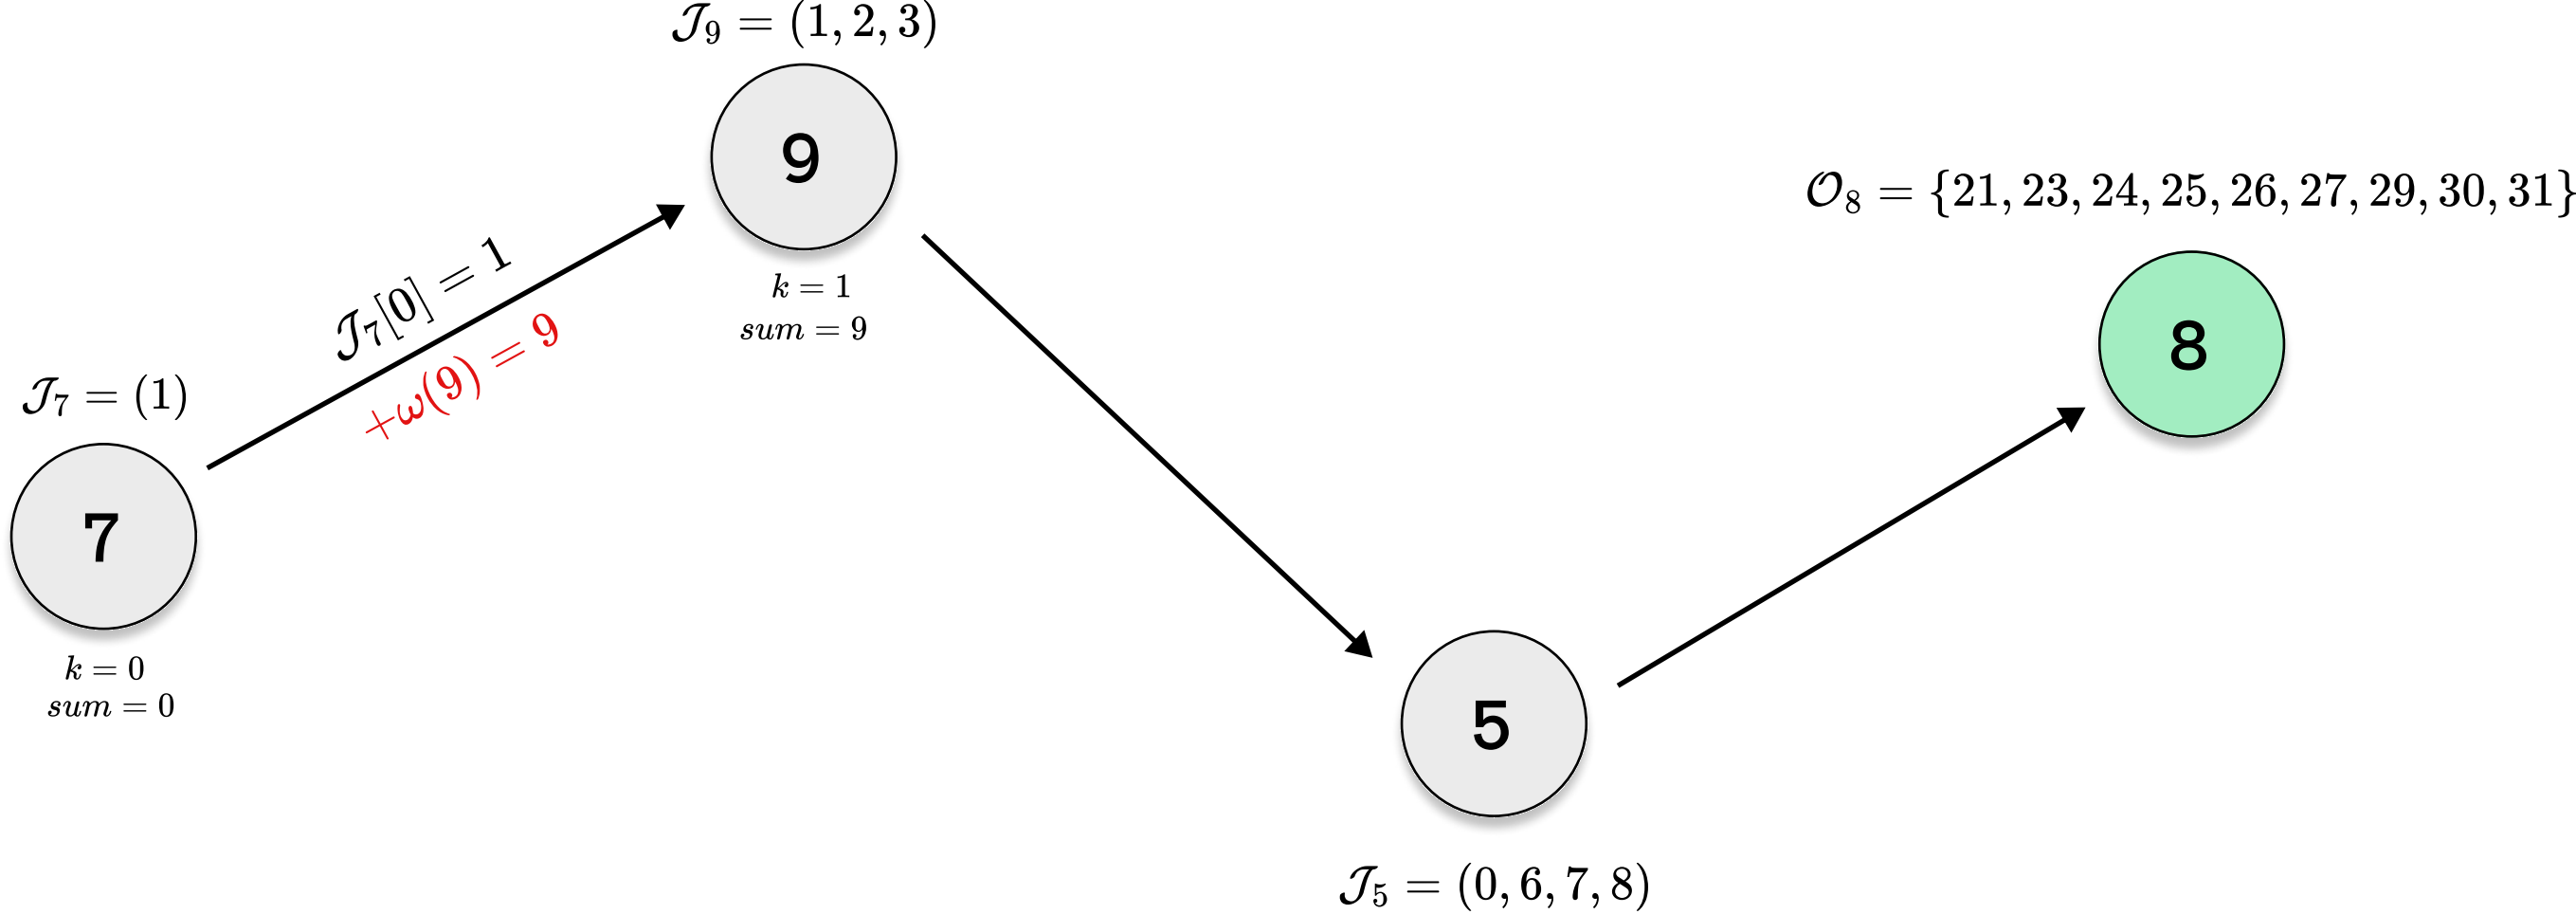 𝒥₉ = (1, 2, 3)
9
k = 1
sum = 9
𝒥₇[0] = 1
+ω(9) = 9
𝒥₇ = (1)
7
k = 0
sum = 0
𝒪₈ = {21, 23, 24, 25, 26, 27, 29, 30, 31}
8
5
𝒥₅ = (0, 6, 7, 8)